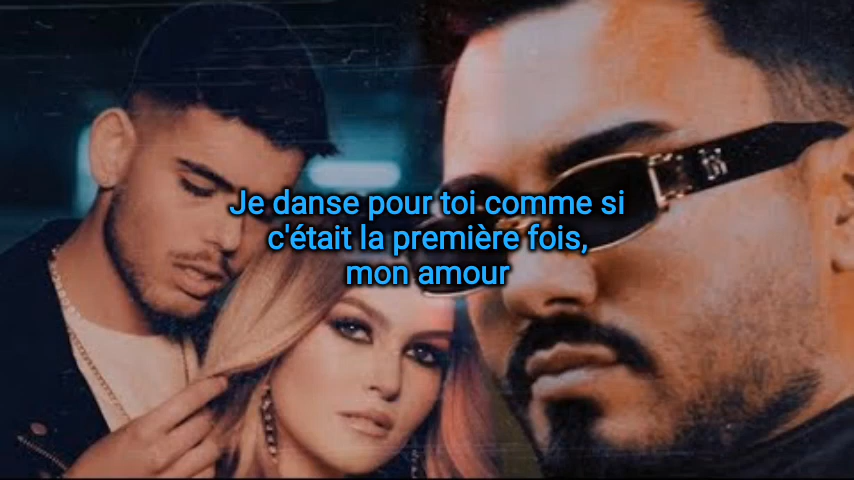 Je danse pour toi comme si
c'était la première fois,
mon amour